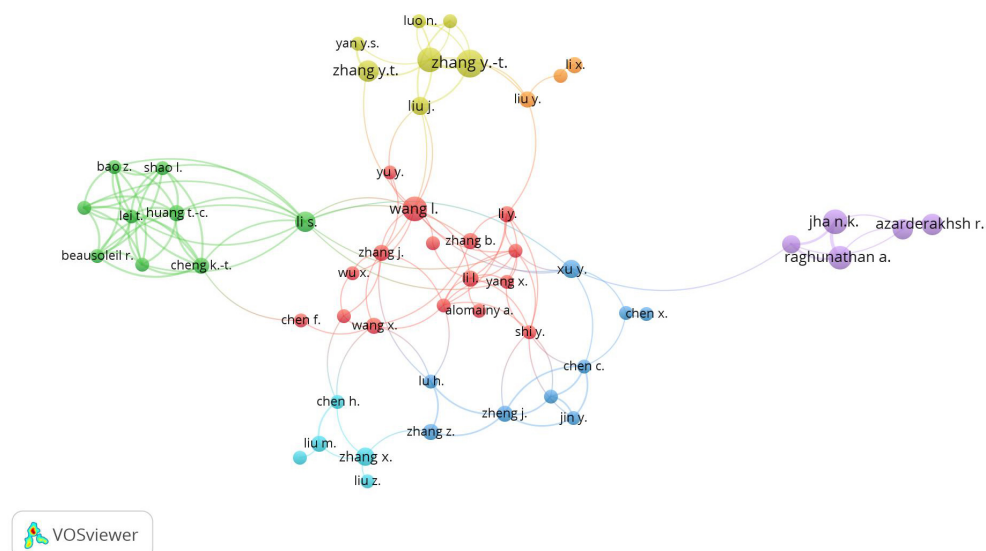 luo n.
yan y.s.
zhang y.-t.
zhang y.t.
li x.
liu y.
liu j.
bao z.
shao l.
yu y.
lei t.
huang t.-c.
li s.
wang l.
li y.
jha n.k.
azarderakhsh r.
beausoleil r.
cheng k.-t.
zhang j.
zhang b.
raghunathan a.
wu x.
li l.
yang x.
xu y.
chen f.
wang x.
alomainy a.
shi y.
chen x.
lu h.
chen c.
chen h.
zheng j.
jin y.
zhang z.
liu m.
zhang x.
liu z.
VOSviewer